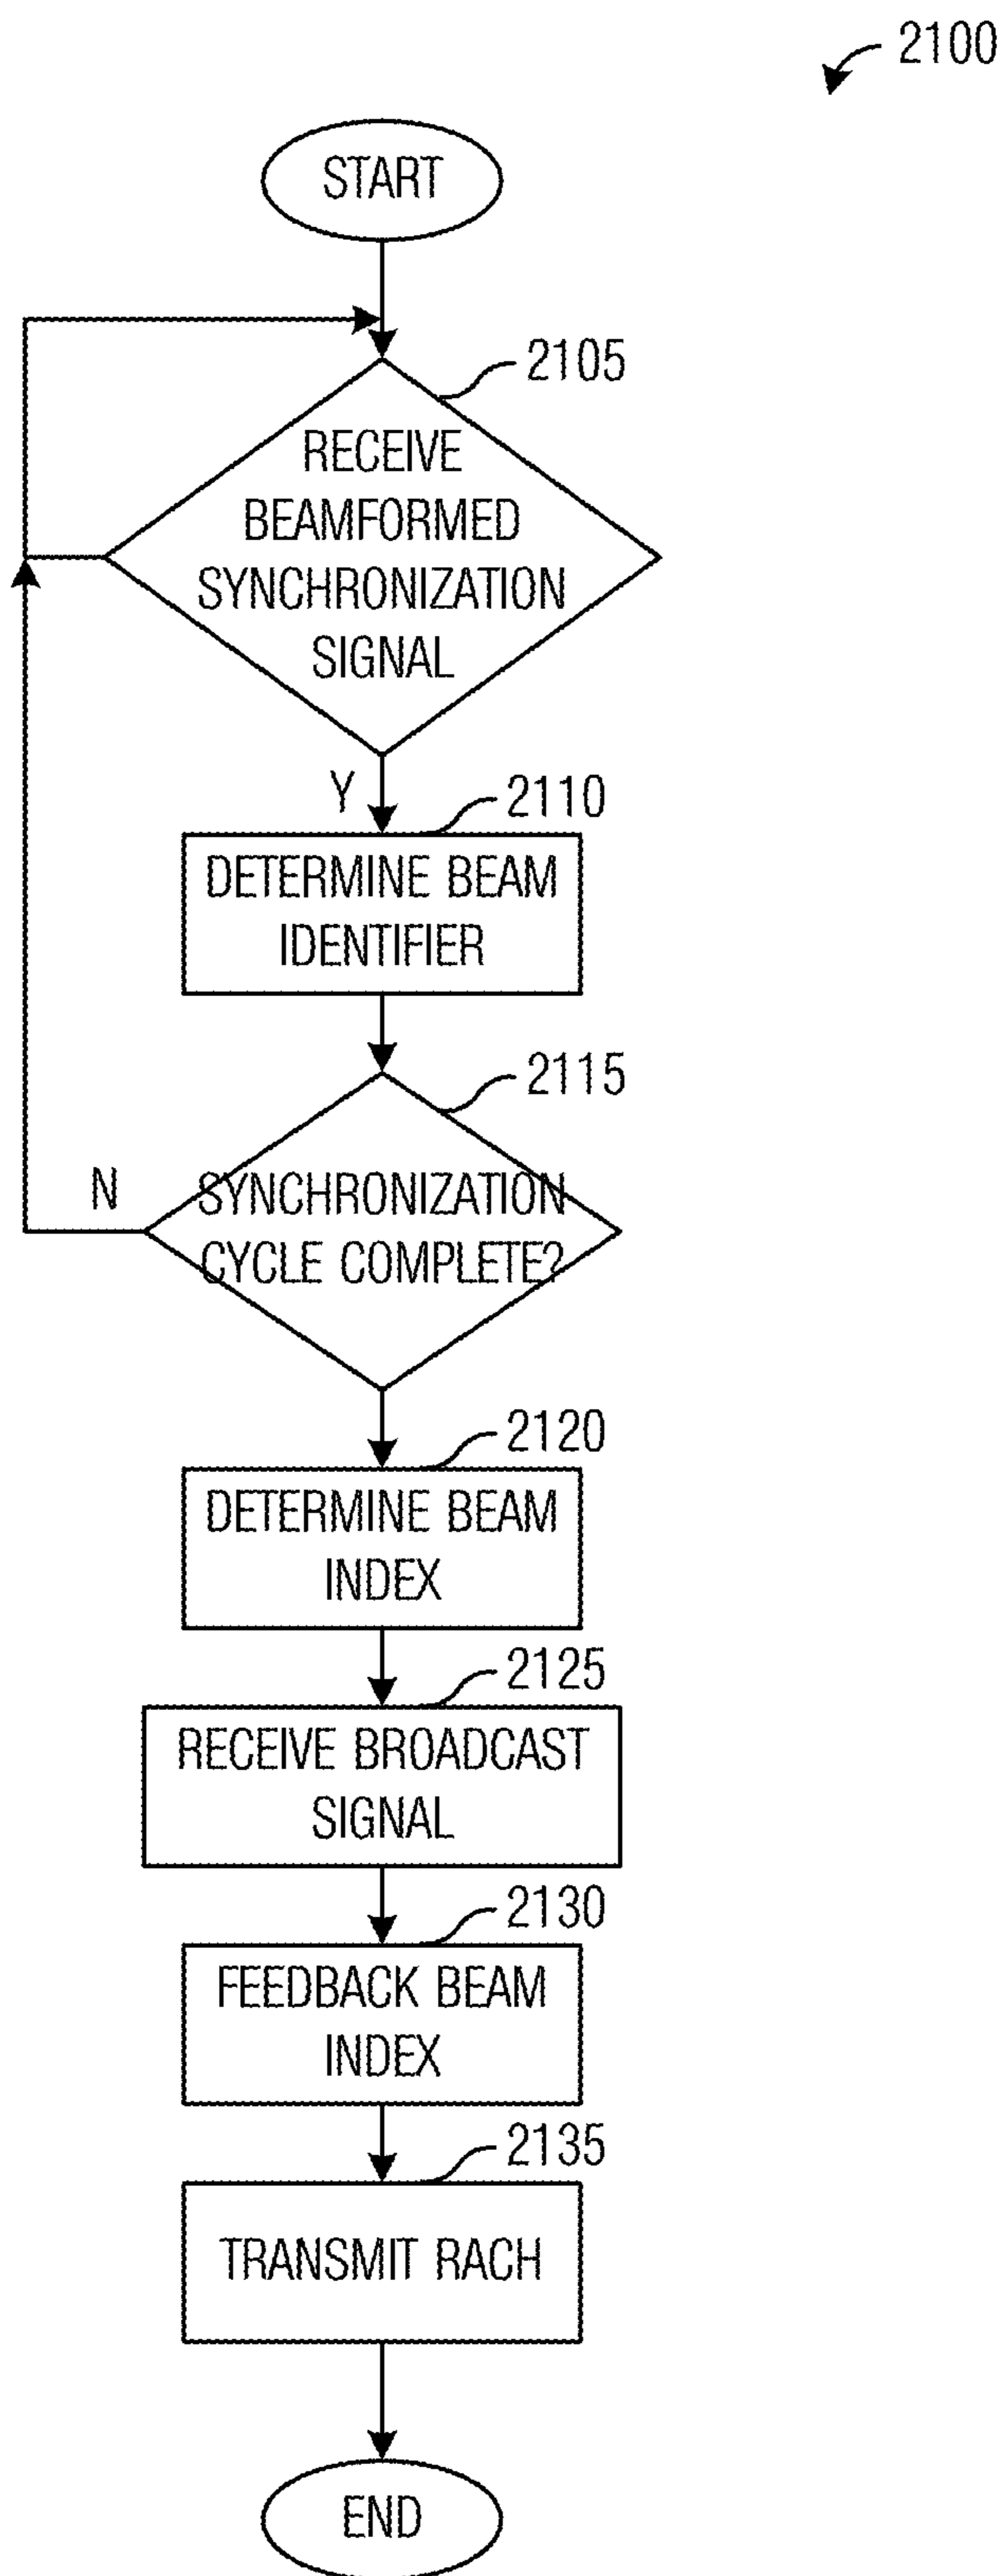 2100
START
2105
RECEIVE
BEAMFORMED
SYNCHRONIZATION
SIGNAL
Y
2110
DETERMINE BEAM
IDENTIFIER
2115
N
SYNCHRONIZATION
CYCLE COMPLETE?
2120
DETERMINE BEAM
INDEX
2125
RECEIVE BROADCAST
SIGNAL
2130
FEEDBACK BEAM
INDEX
2135
TRANSMIT RACH
END